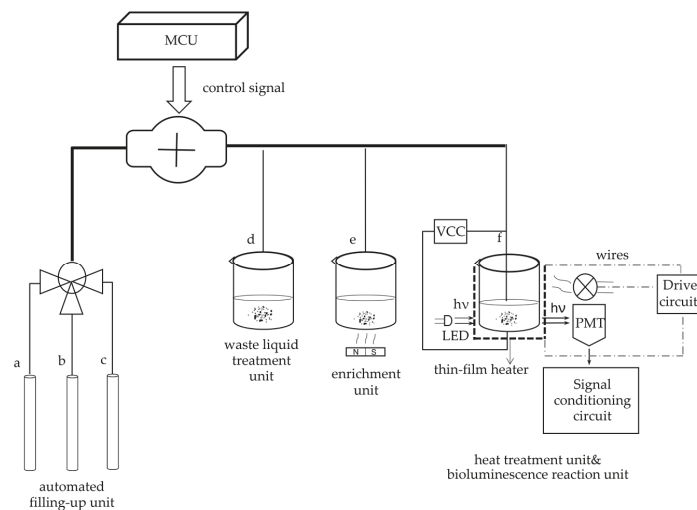 MCU
control signal
d
e
f
VCC
wires
a
b
c
hν
D
LED
hν
PMT
Drive
circuit
N S
waste liquid
treatment
unit
enrichment
unit
thin-film heater
Signal
conditioning
circuit
automated
filling-up unit
heat treatment unit&
bioluminescence reaction unit